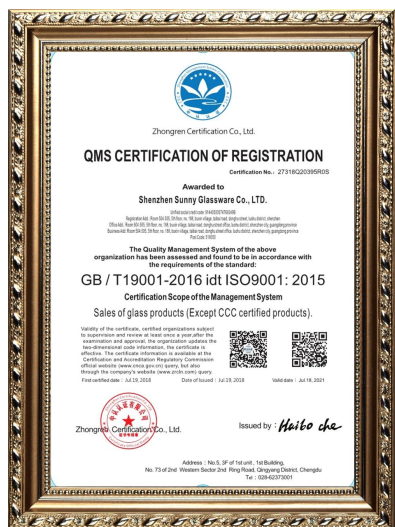 Zhongren Certification Co., Ltd.
QMS CERTIFICATION OF REGISTRATION
Certification No.: 27318Q20395R0S
Awarded to
Shenzhen Sunny Glassware Co., LTD.
The Quality Management System of the above
organization has been assessed and found to be in accordance with
the requirements of the standard:
GB / T19001-2016 idt ISO9001: 2015
Certification Scope of the Management System
Sales of glass products (Except CCC certified products).
Validity of the certificate, certified organizations subject
to supervision and review at least once a year,after the
examination and approval, the organization updates the
two-dimensional code information, the certificate is
effective. The certificate information is available at the
Certification and Accreditation Regulatory Commission
official website (www.cnca.gov.cn) query, but also
through the company's website (www.zrcln.com) query.
First certified date : Jul 19, 2018
Date of issued : Jul 19, 2018
Valid date : Jul 18, 2021
Zhongren Certification Co., Ltd.
Issued by : Haibo che
Address : No.5, 3F of 1st unit , 1st Building,
No. 73 of 2nd Western Sector 2nd Ring Road, Qingyang District, Chengdu
Tel : 028-62373001